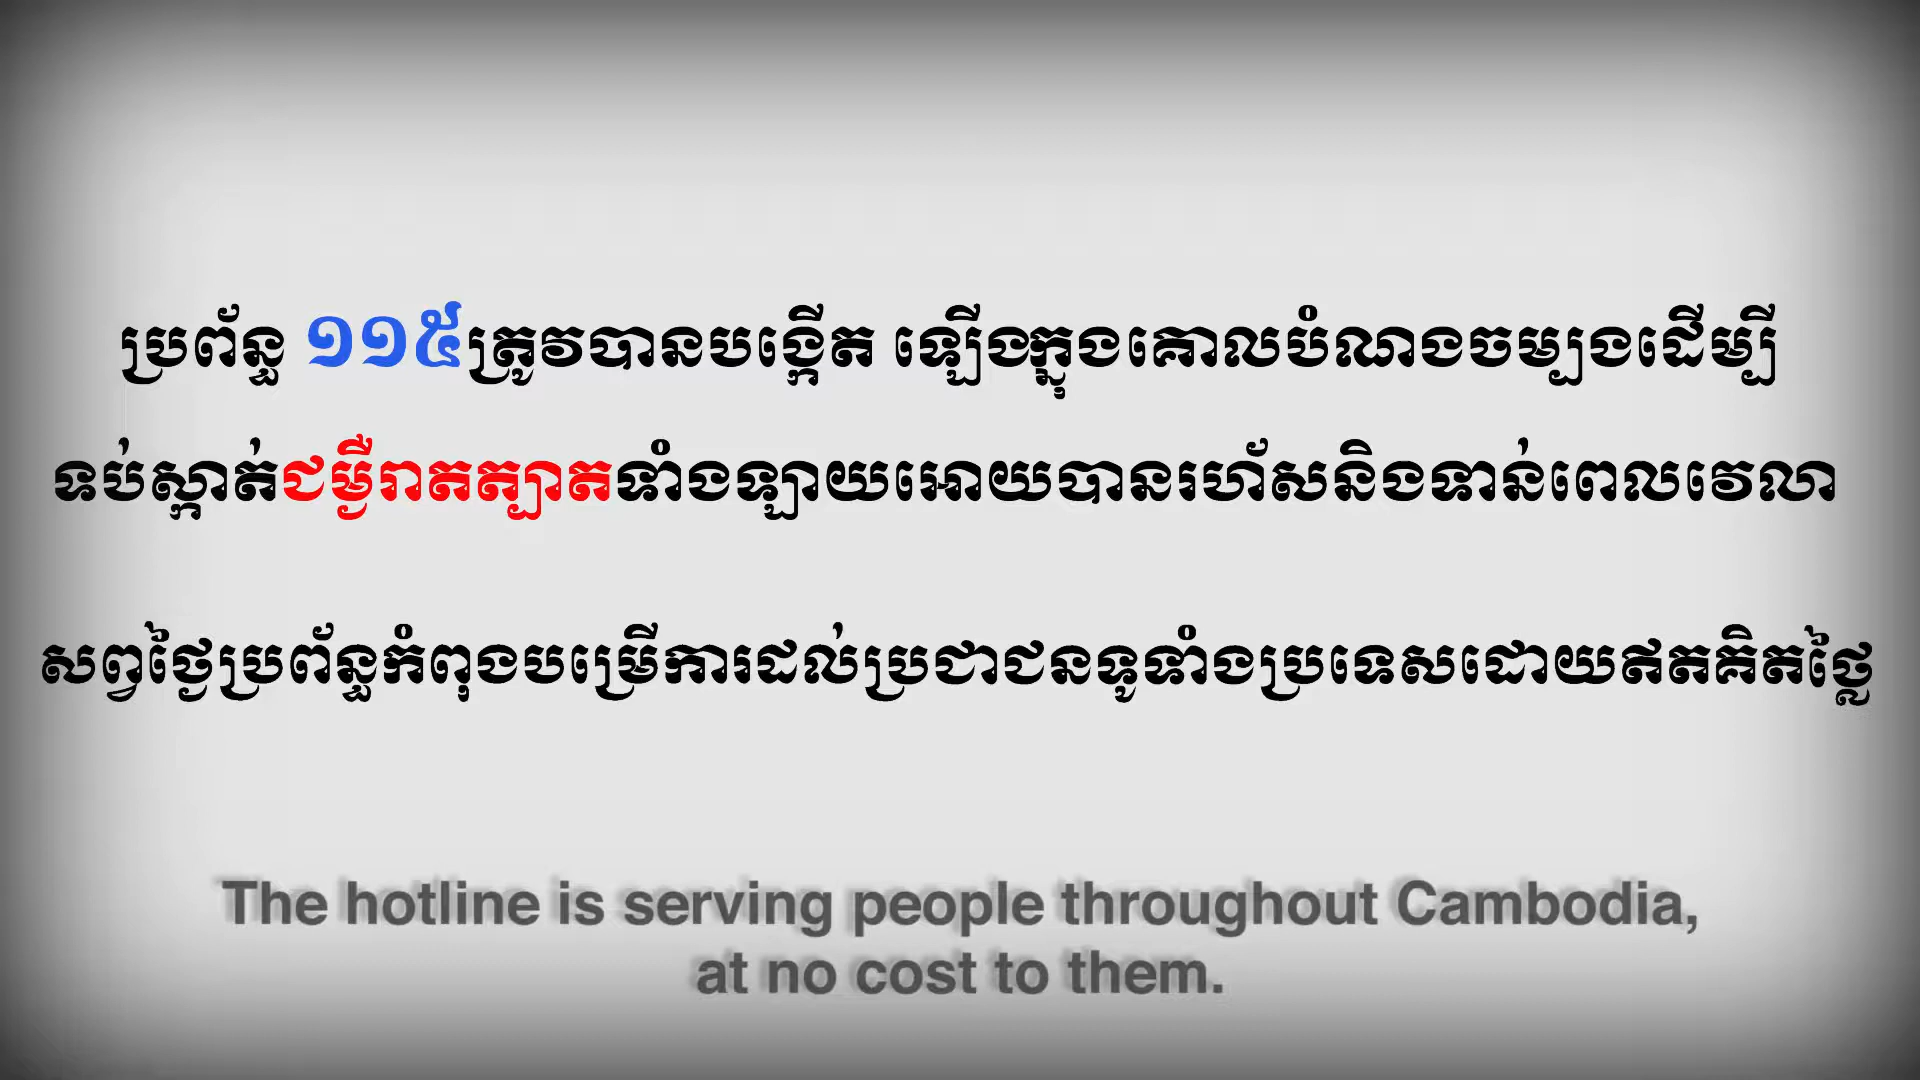 ប្រព័ន្ធ ១១៥ត្រូវបានបង្កើត ឡើងក្នុងគោលបំណងចម្បងដើម្បី
ទប់ស្កាត់ជម្ងឺរាតត្បាតទាំងឡាយអោយបានរហ័សនិងទាន់ពេលវេលា
សព្វថ្ងៃប្រព័ន្ធកំពុងបម្រើការដល់ប្រជាជនទូទាំងប្រទេសដោយឥតគិតថ្លៃ
The hotline is serving people throughout Cambodia,
at no cost to them.